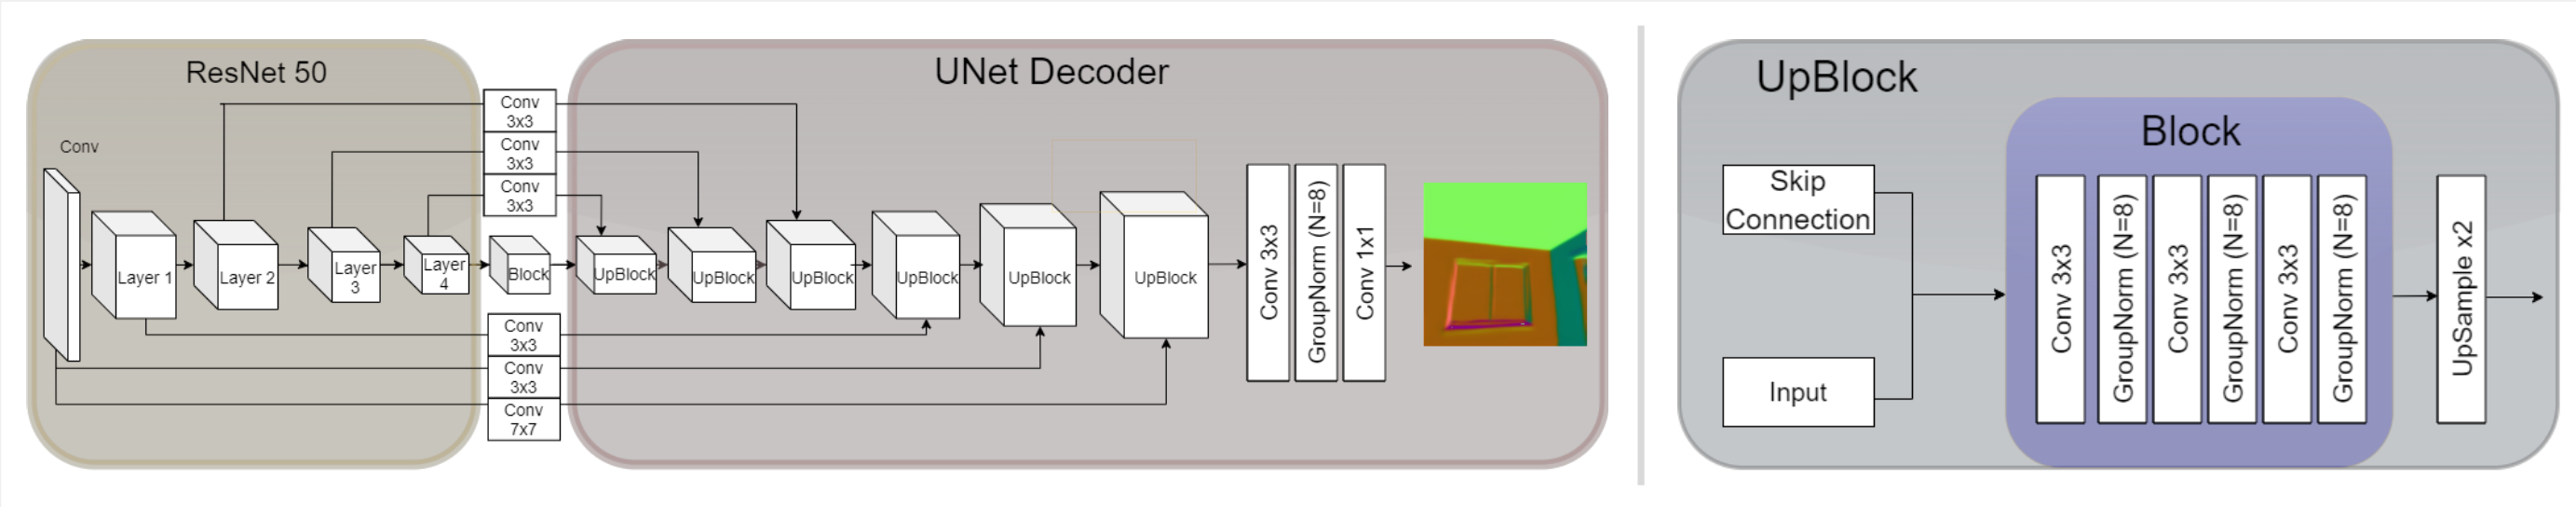 ResNet 50
UNet Decoder
Conv
Conv
3x3
Conv
3x3
Conv
3x3
Layer 1
Layer 2
Layer
3
Layer
4
Block
UpBlock
UpBlock
UpBlock
UpBlock
UpBlock
UpBlock
Conv 3x3
GroupNorm (N=8)
Conv 1x1
Conv
3x3
Conv
3x3
Conv
7x7
UpBlock
Block
Skip
Connection
Input
Conv 3x3
GroupNorm (N=8)
Conv 3x3
GroupNorm (N=8)
Conv 3x3
GroupNorm (N=8)
UpSample x2